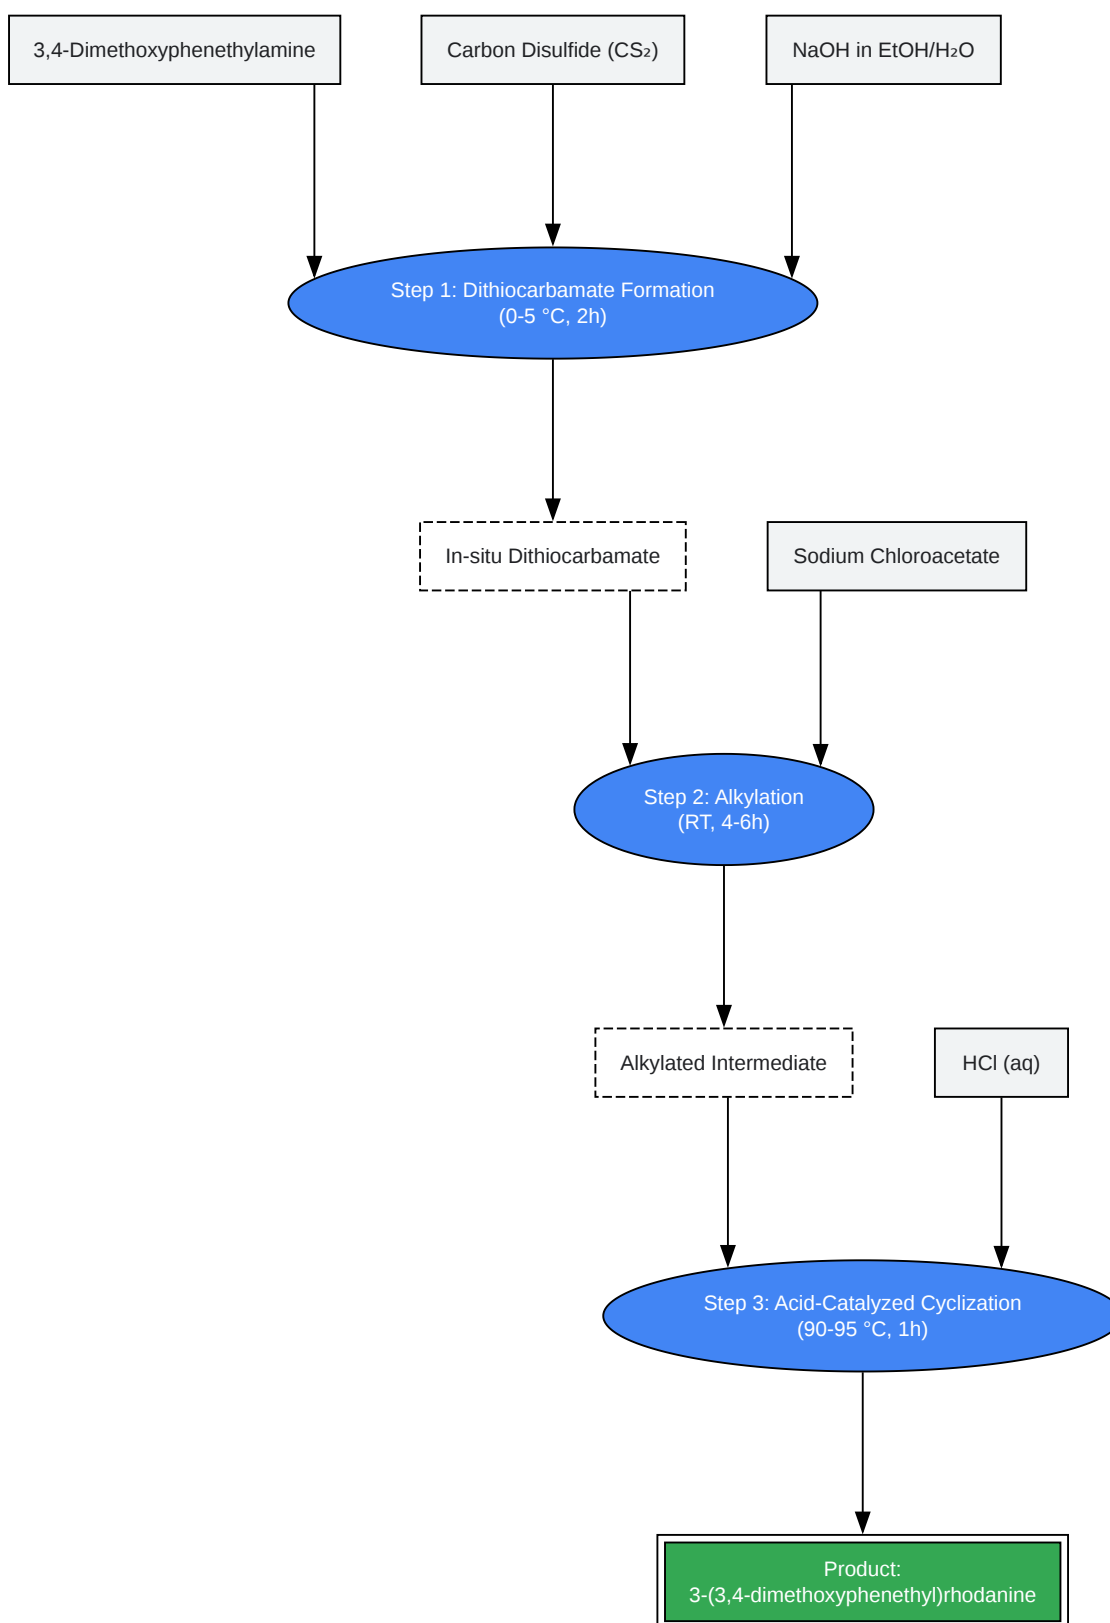 3,4-Dimethoxyphenethylamine
Carbon Disulfide (CS₂)
NaOH in EtOH/H₂O
Step 1: Dithiocarbamate Formation
(0-5 °C, 2h)
In-situ Dithiocarbamate
Sodium Chloroacetate
Step 2: Alkylation
(RT, 4-6h)
Alkylated Intermediate
HCl (aq)
Step 3: Acid-Catalyzed Cyclization
(90-95 °C, 1h)
Product:
3-(3,4-dimethoxyphenethyl)rhodanine